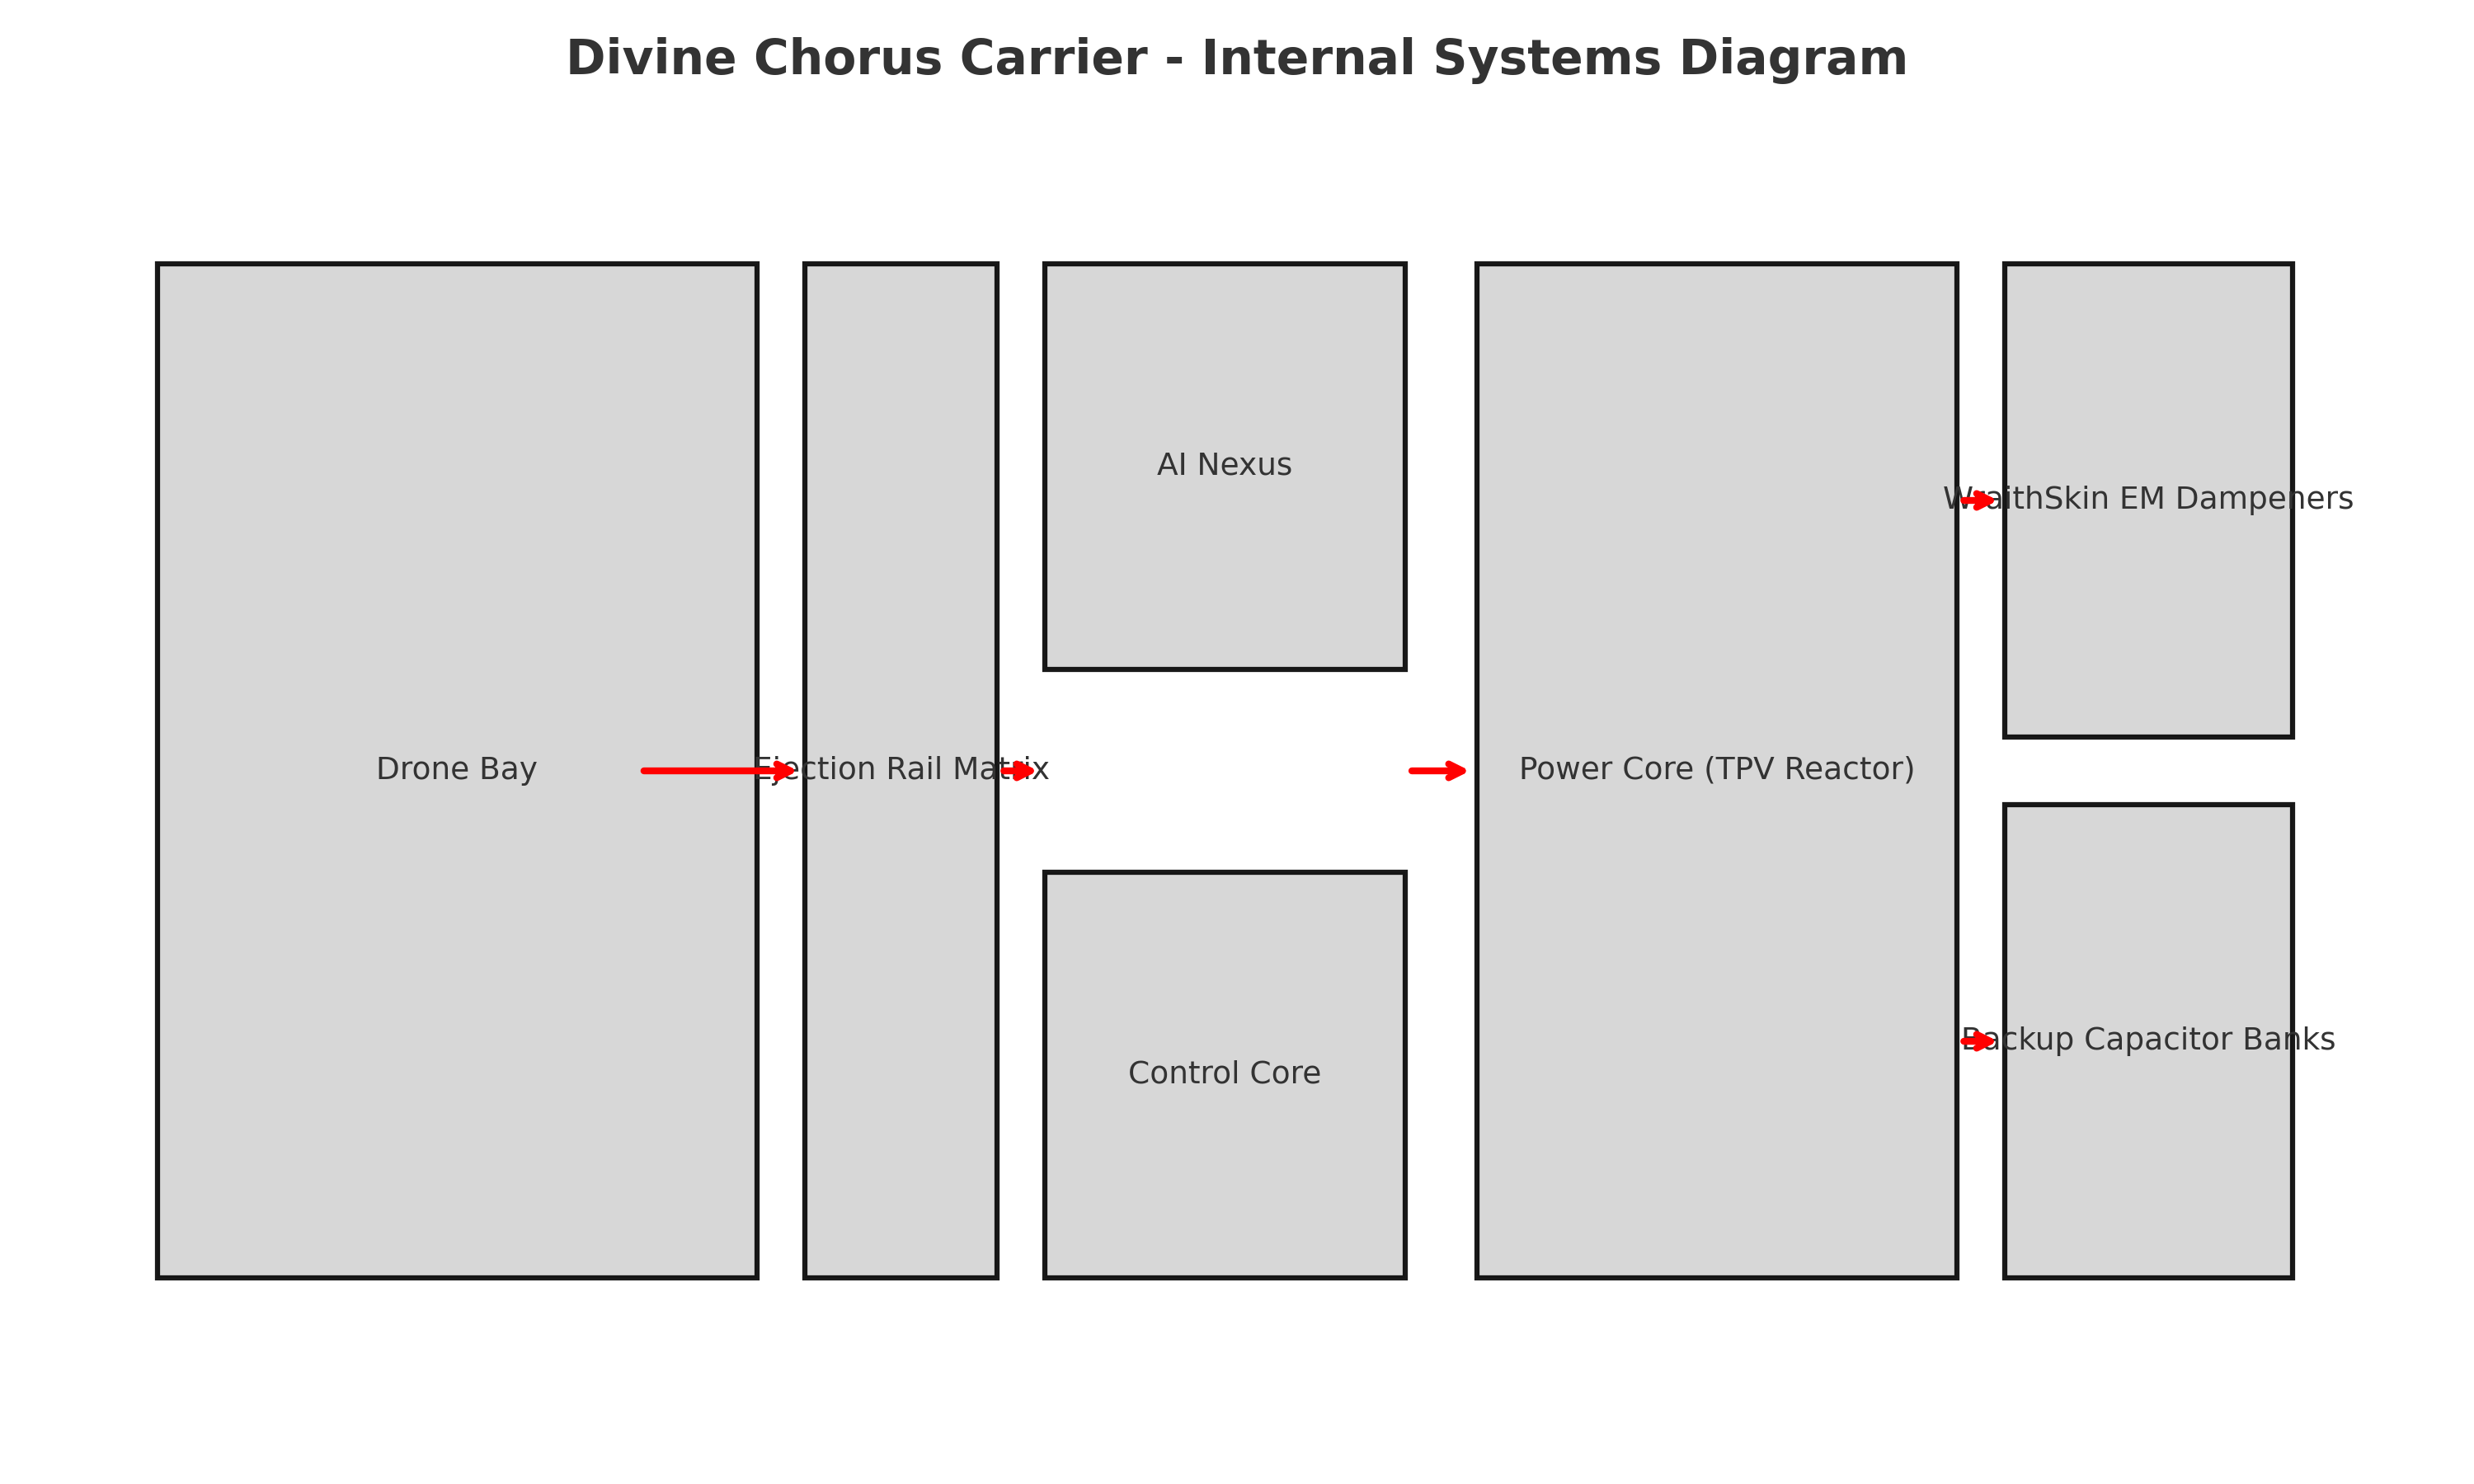 Divine Chorus Carrier - Internal Systems Diagram
Drone Bay
Ejection Rail Matrix
AI Nexus
Control Core
Power Core (TPV Reactor)
WraithSkin EM Dampeners
Backup Capacitor Banks